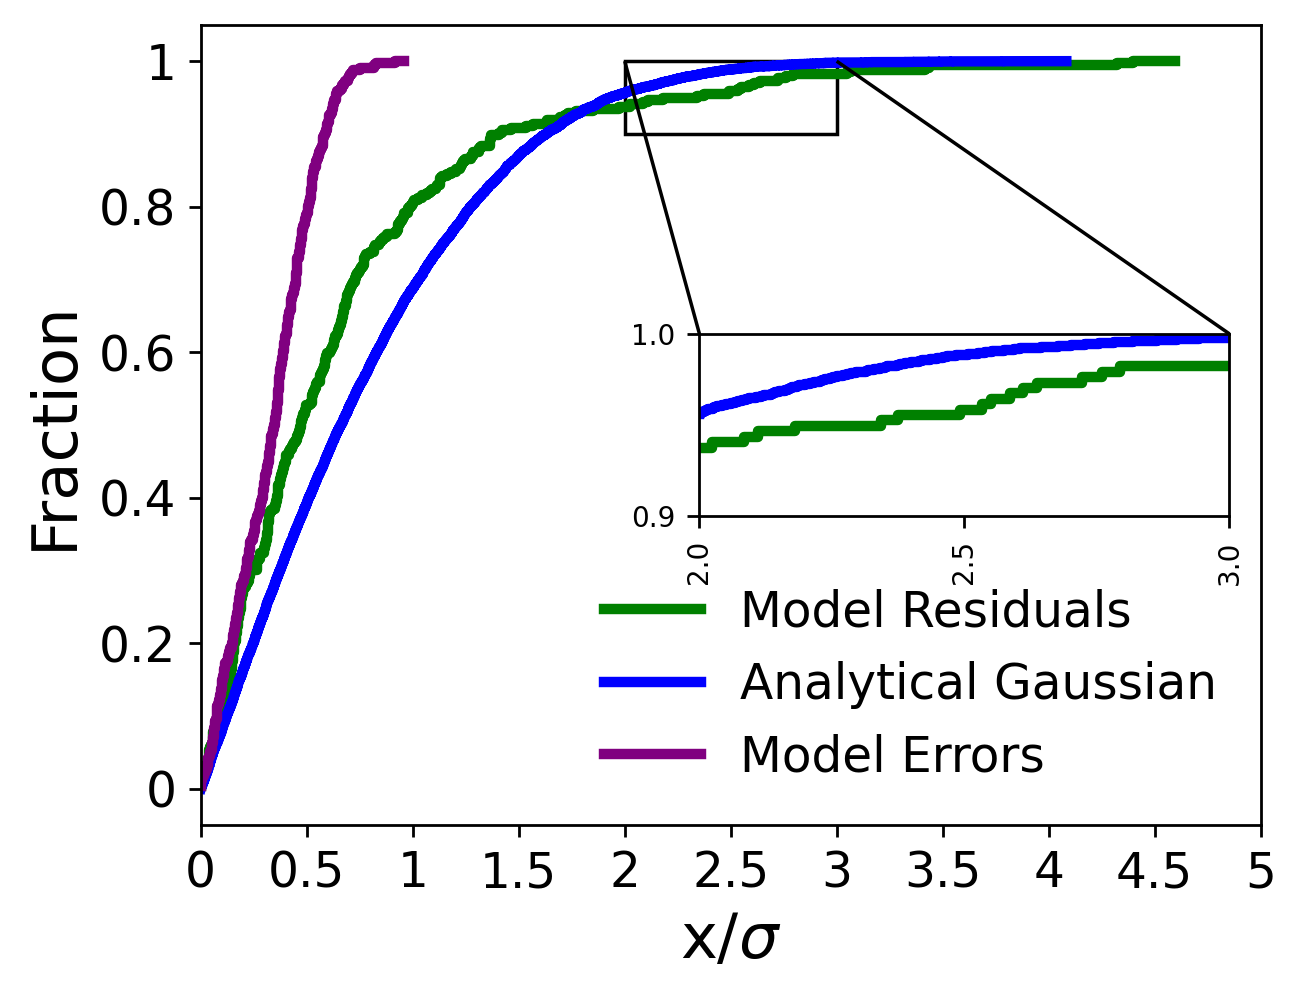 Fraction
1
0.8
0.6
0.4
0.2
0
1.0
0.9
2.0
2.5
3.0
Model Residuals
Analytical Gaussian
Model Errors
0 0.5 1 1.5 2 2.5 3 3.5 4 4.5 5
x/σ